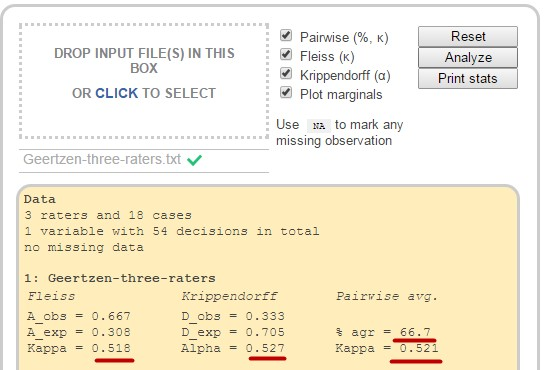 DROP INPUT FILE(S) IN THIS
BOX
OR CLICK TO SELECT
Geertzen-three-raters.txt
Pairwise (%, κ)
Fleiss (κ)
Krippendorff (α)
Plot marginals
Use NA to mark any
missing observation
Reset
Analyze
Print stats
Data
3 raters and 18 cases
1 variable with 54 decisions in total
no missing data
1: Geertzen-three-raters
Fleiss Krippendorff Pairwise avg.
A_obs = 0.667 D_obs = 0.333
A_exp = 0.308 D_exp = 0.705 % agr = 66.7
Kappa = 0.518 Alpha = 0.527 Kappa = 0.521